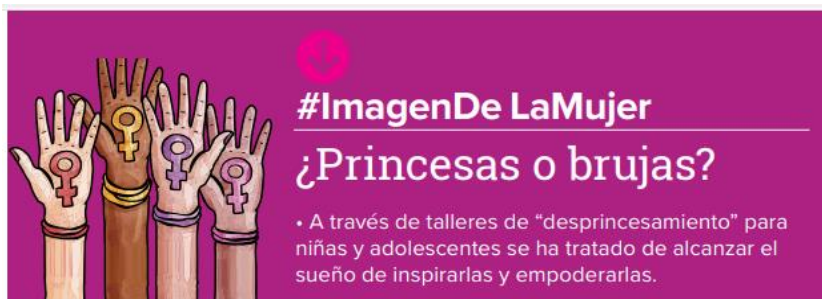 #ImagenDe LaMujer
¿Princesas o brujas?
• A través de talleres de “desprincesamiento” para
niñas y adolescentes se ha tratado de alcanzar el
sueño de inspirarlas y empoderarlas.